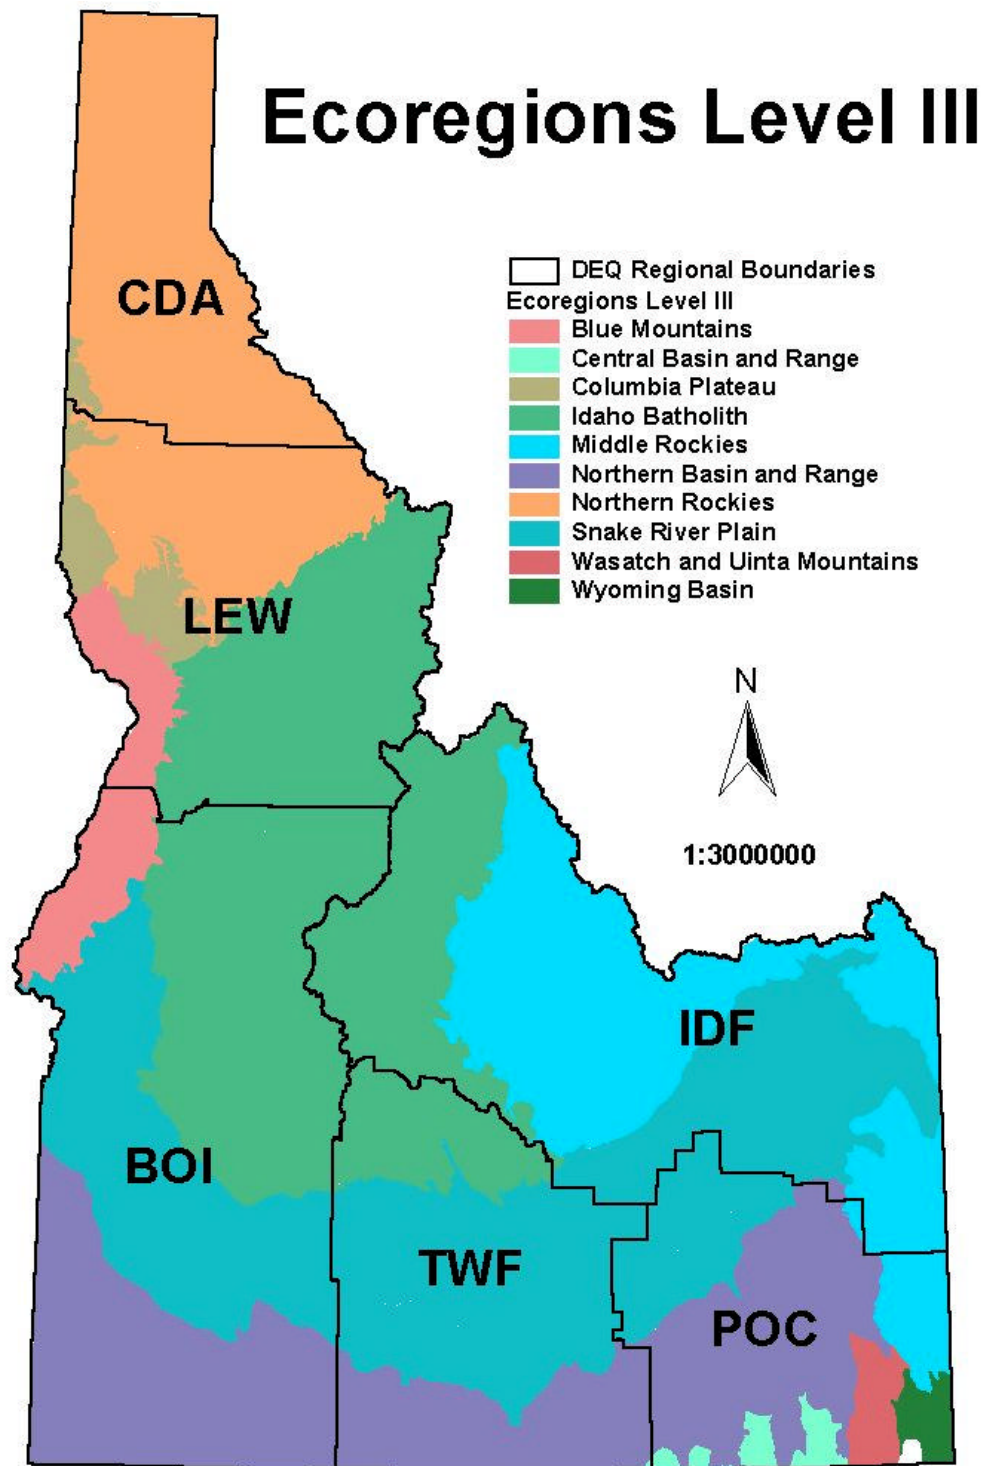 Ecoregions Level III
DEQ Regional Boundaries
Ecoregions Level III
Blue Mountains
Central Basin and Range
Columbia Plateau
Idaho Batholith
Middle Rockies
Northern Basin and Range
Northern Rockies
Snake River Plain
Wasatch and Uinta Mountains
Wyoming Basin
CDA
LEW
N
1:3000000
IDF
BOI
TWF
POC